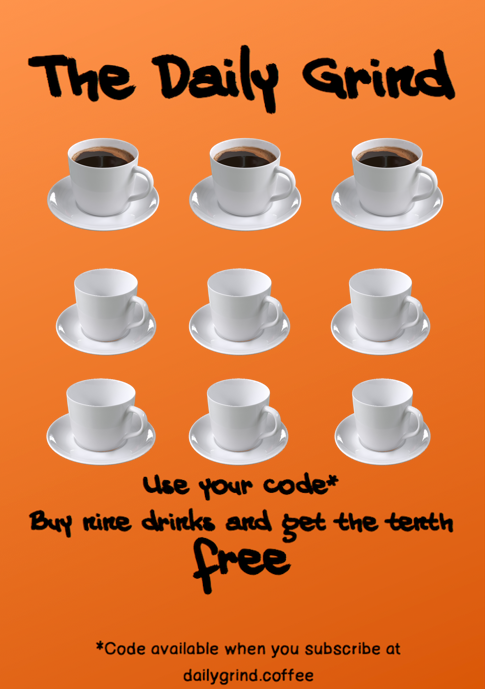 The Daily Grind
Use your code*
Buy nine drinks and get the tenth
free
*Code available when you subscribe at
dailygrind.coffee